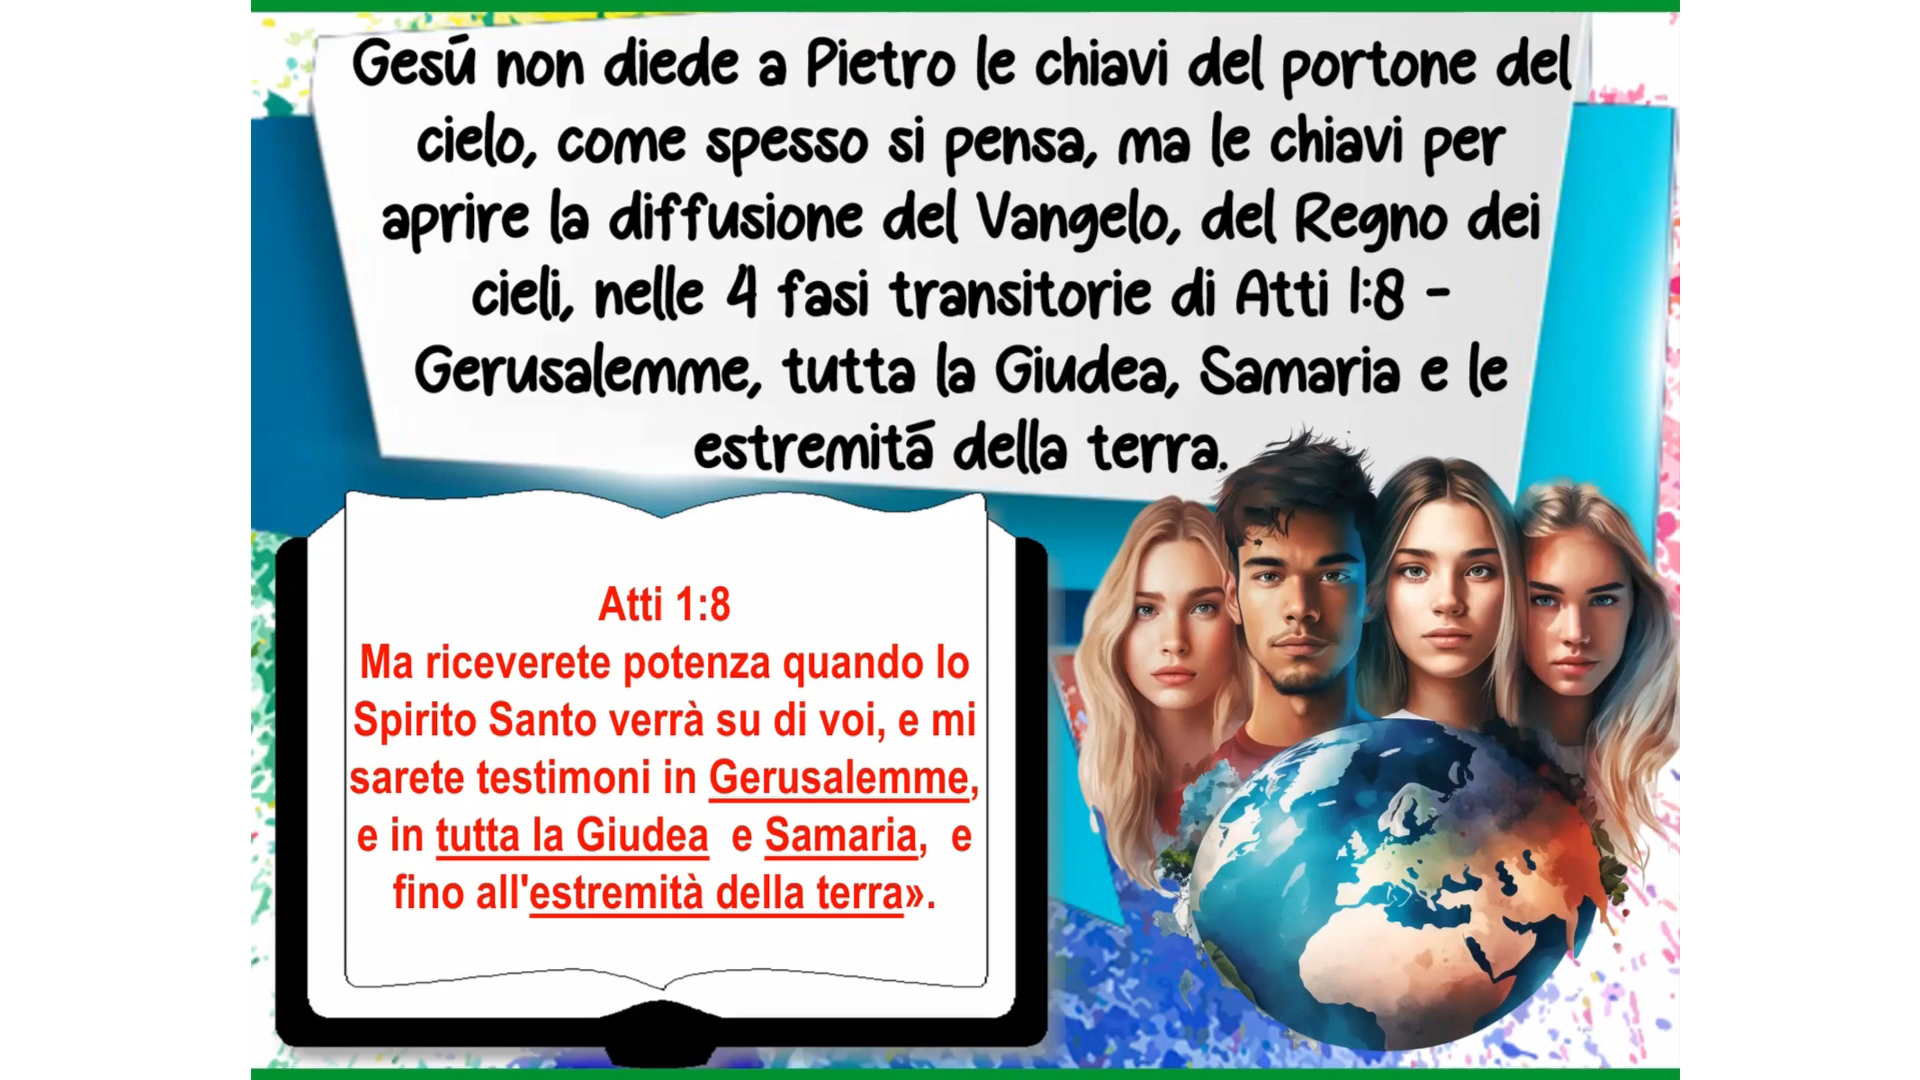 Gesú non diede a Pietro le chiavi del portone del
cielo, come spesso si pensa, ma le chiavi per
aprire la diffusione del Vangelo, del Regno dei
cieli, nelle 4 fasi transitorie di Atti 1:8 -
Gerusalemme, tutta la Giudea, Samaria e le
estremitá della terra.
Atti 1:8
Ma riceverete potenza quando lo
Spirito Santo verrà su di voi, e mi
sarete testimoni in Gerusalemme,
e in tutta la Giudea e Samaria, e
fino all'estremità della terra».